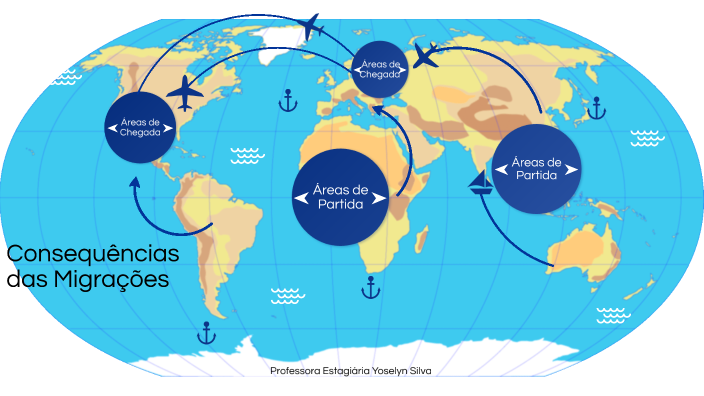 Áreas de
Chegada
Áreas de
Chegada
Áreas de
Partida
Áreas de
Partida
Consequências
das Migrações
Professora Estagiária Yoselyn Silva